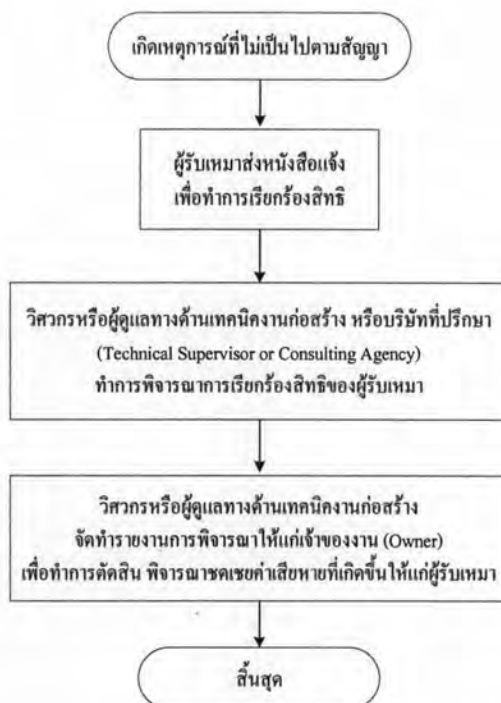 เกิดเหตุการณ์ที่ไม่เป็นไปตามสัญญา
ผู้รับเหมาส่งหนังสือแจ้ง
เพื่อทำการเรียกร้องสิทธิ
วิศวกรหรือผู้ดูแลทางด้านเทคนิคงานก่อสร้าง หรือบริษัทที่ปรึกษา
(Technical Supervisor or Consulting Agency)
ทำการพิจารณาการเรียกร้องสิทธิของผู้รับเหมา
วิศวกรหรือผู้ดูแลทางด้านเทคนิคงานก่อสร้าง
จัดทำรายงานการพิจารณาให้แก่เจ้าของงาน (Owner)
เพื่อทำการตัดสิน พิจารณาชดเชยค่าเสียหายที่เกิดขึ้นให้แก่ผู้รับเหมา
สิ้นสุด